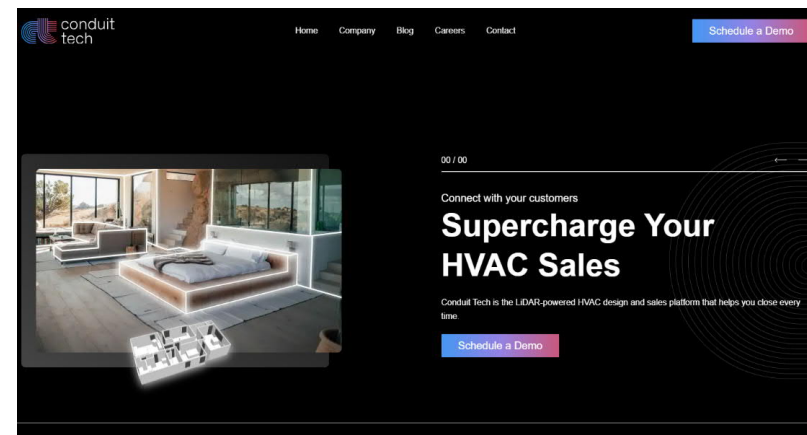 conduit
tech
Home Company Blog Careers Contact
Schedule a Demo
00 / 00
Connect with your customers
Supercharge Your
HVAC Sales
Conduit Tech is the LiDAR-powered HVAC design and sales platform that helps you close every
time.
Schedule a Demo